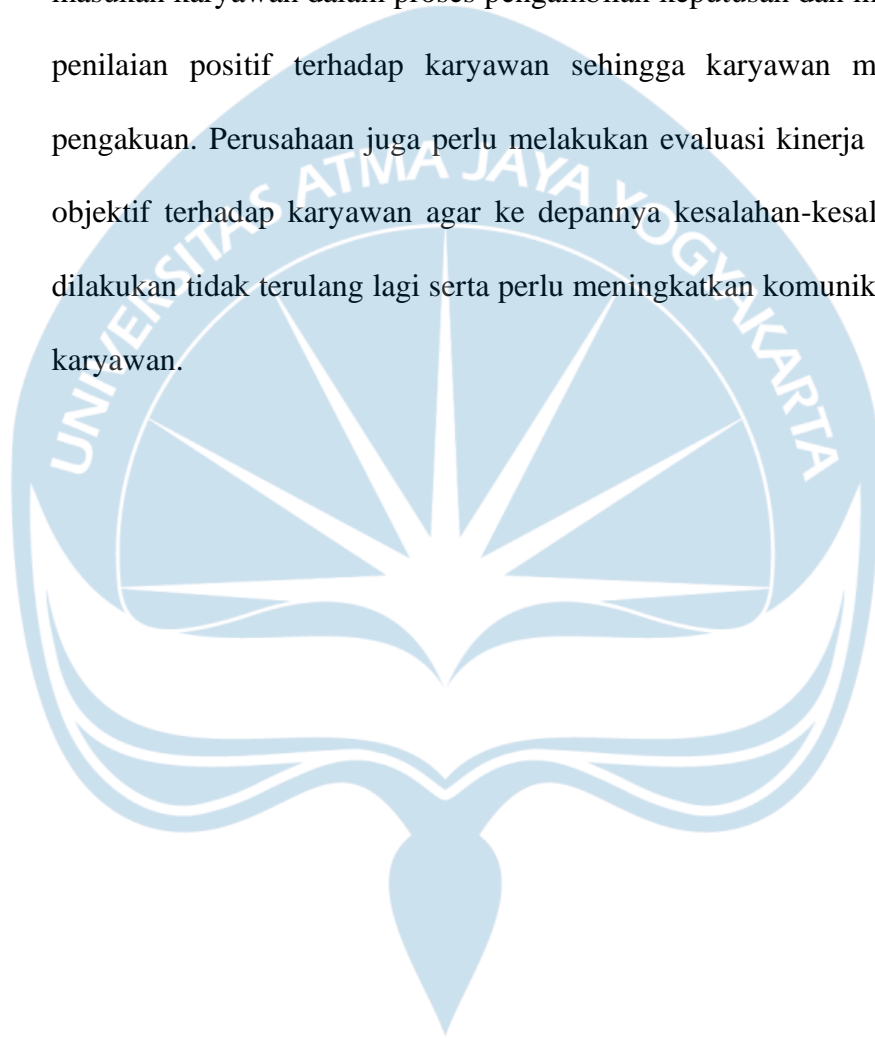 masukan karyawan dalam proses pengambilan keputusan dan
penilaian positif terhadap karyawan sehingga karyawan
pengakuan. Perusahaan juga perlu melakukan evaluasi kinerja
objektif terhadap karyawan agar ke depannya
dilakukan tidak terulang lagi serta perlu meningkatkan
karyawan.
UNIVERSITAS ATMA JAYA YOGYAKARTA